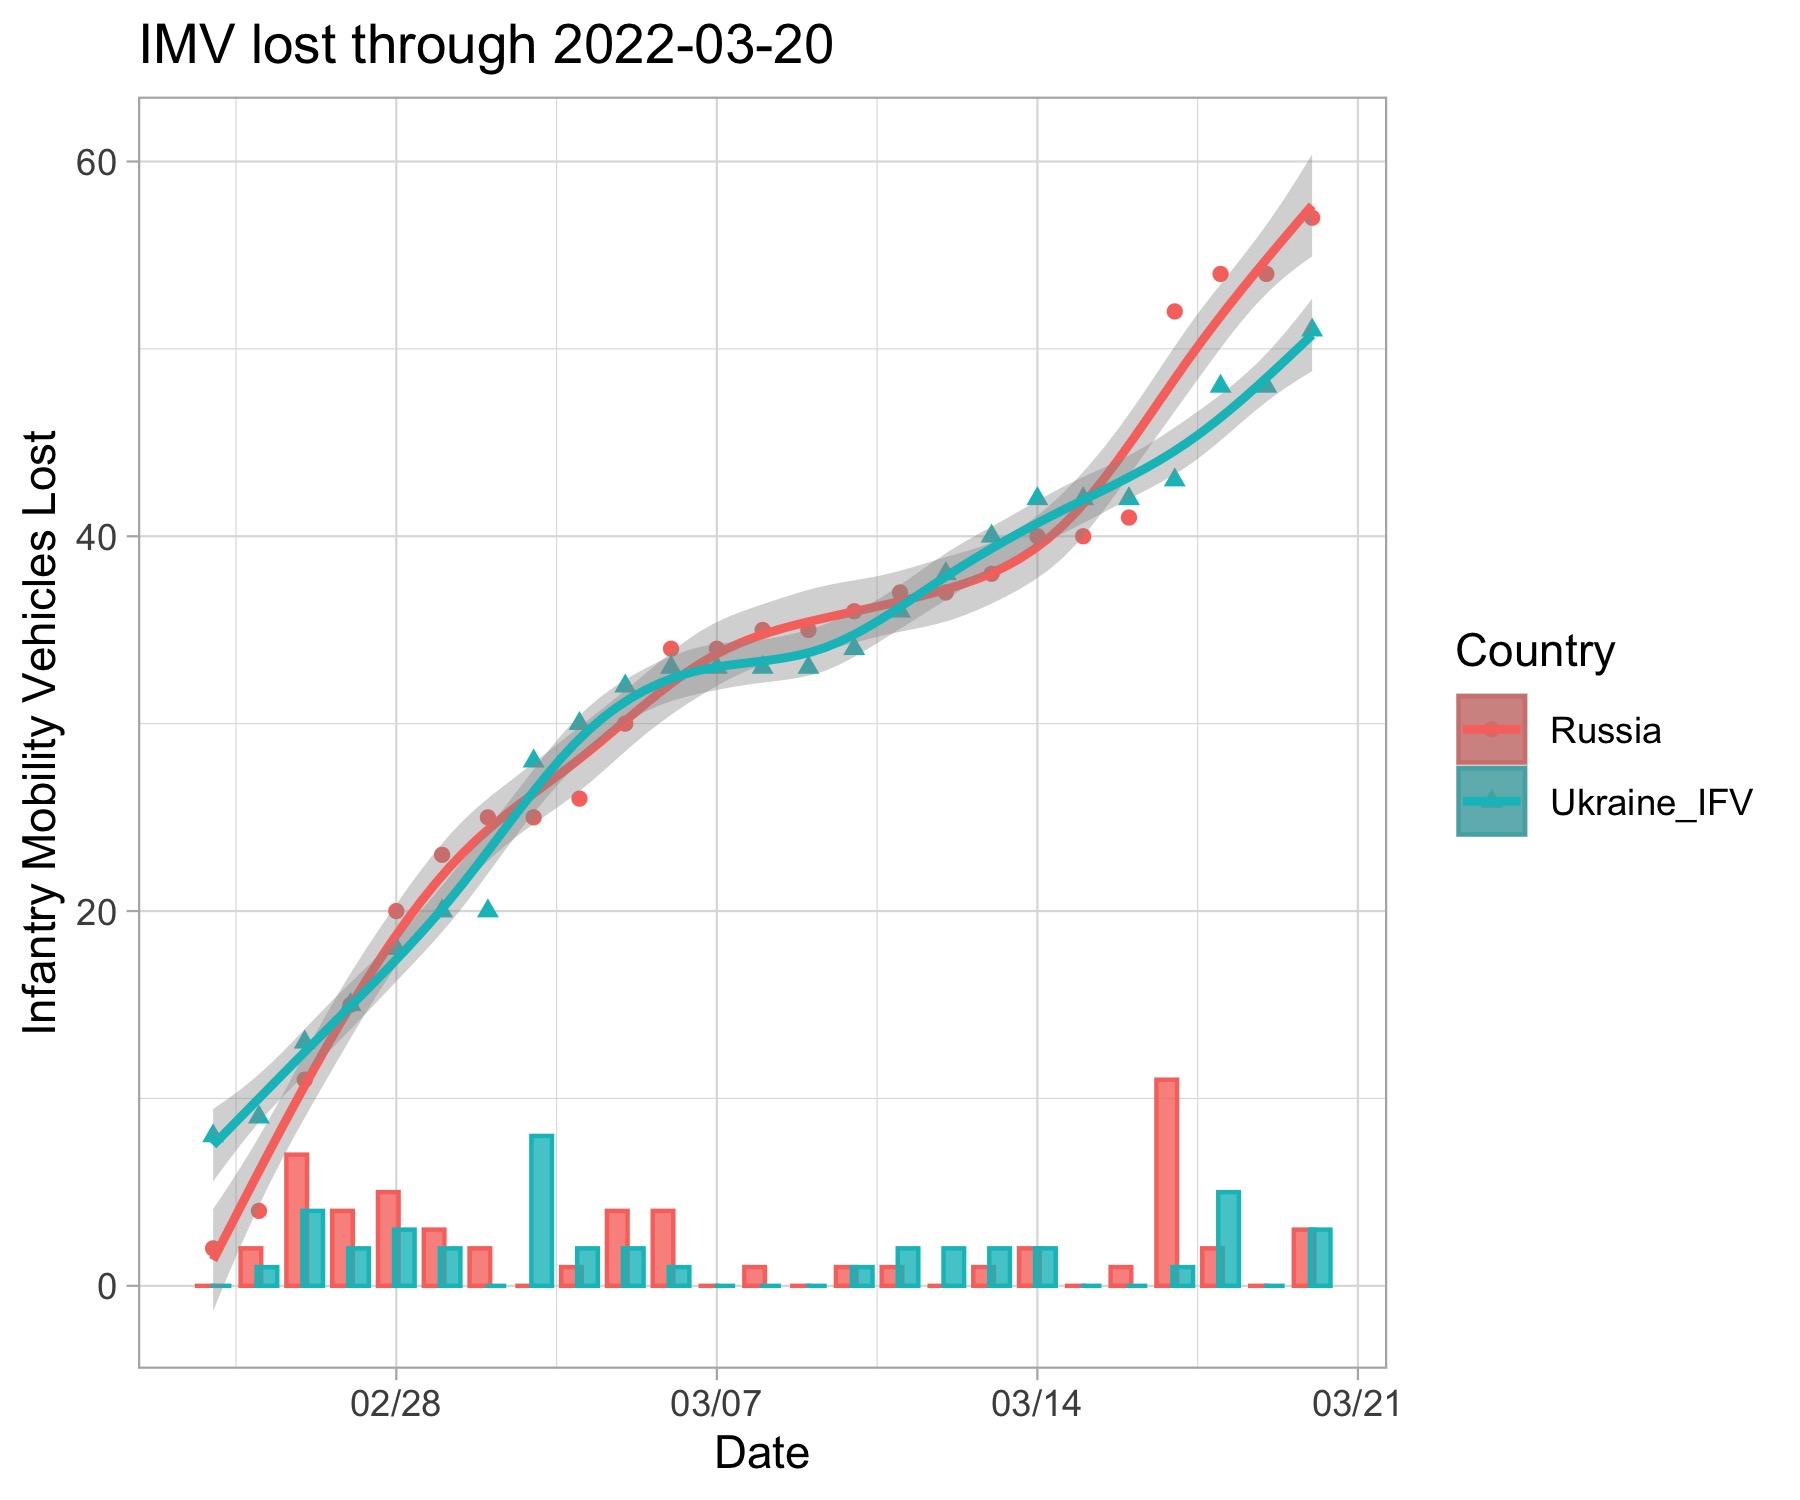 IMV lost through 2022-03-20
Infantry Mobility Vehicles Lost
60
40
20
0
02/28
03/07
03/14
03/21
Date
Country
Russia
Ukraine_IFV